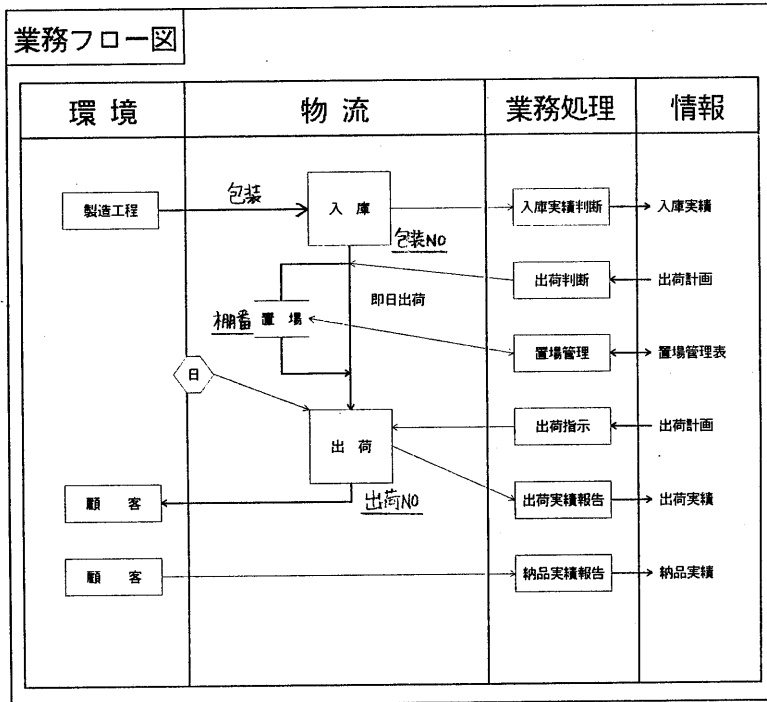 業務フロー図
環 境 物 流 業務処理 情報
製造工程 包装 入 庫 入庫実績判断 入庫実績
包装NO
出荷判断 出荷計画
即日出荷
棚番 置 場
置場管理 置場管理表
日
出 荷 出荷指示 出荷計画
顧 客 出荷NO 出荷実績報告 出荷実績
顧 客 納品実績報告 納品実績